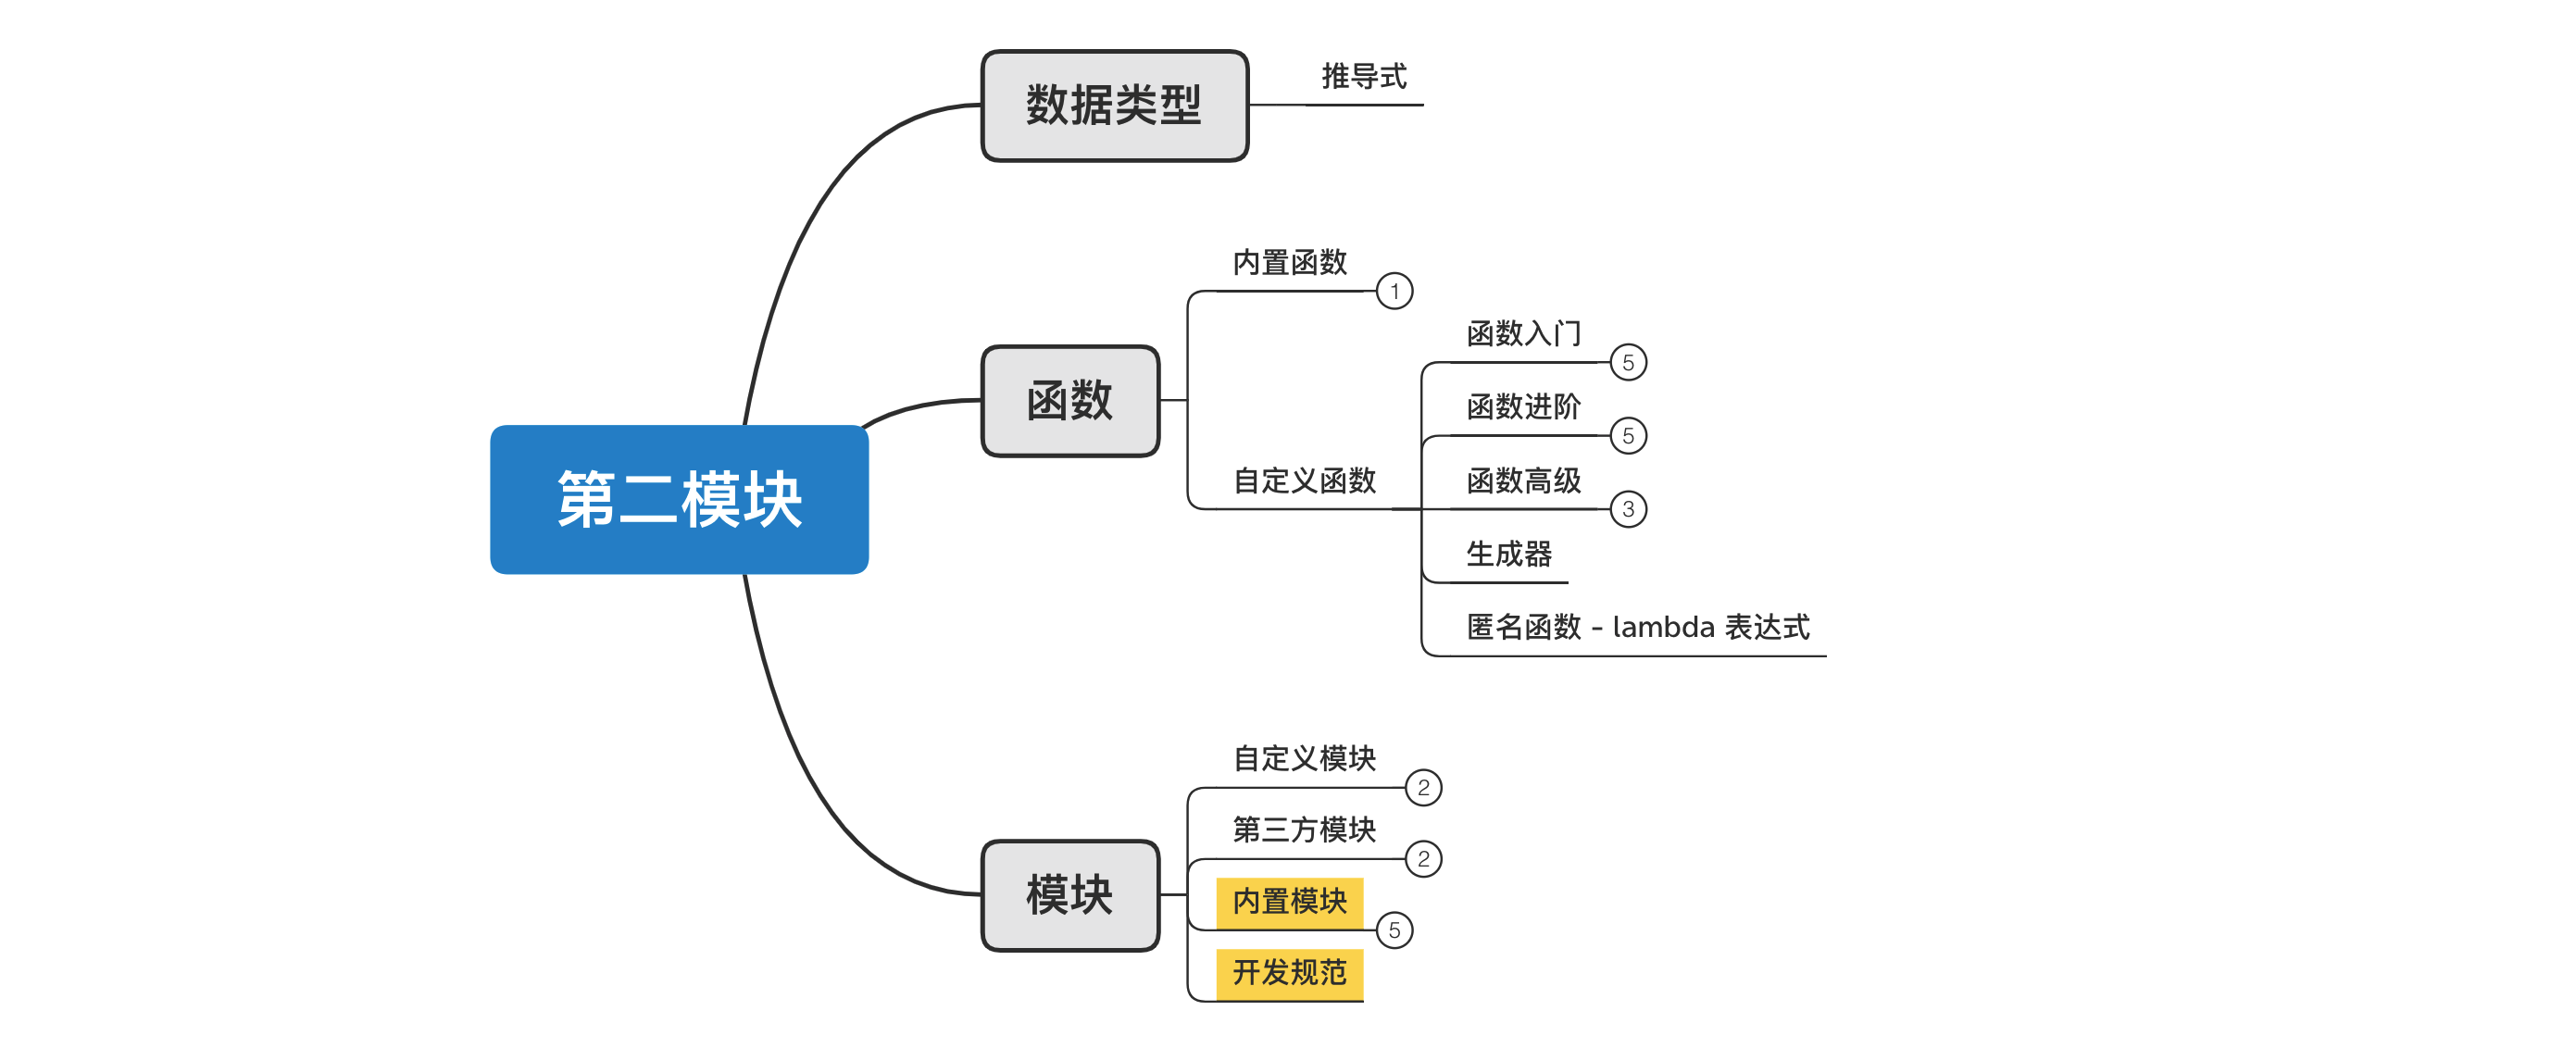 数据类型
推导式
内置函数
1
函数入门
5
函数
函数进阶
5
第二模块
自定义函数
函数高级
3
生成器
匿名函数 - lambda 表达式
自定义模块
2
第三方模块
2
模块
内置模块
5
开发规范